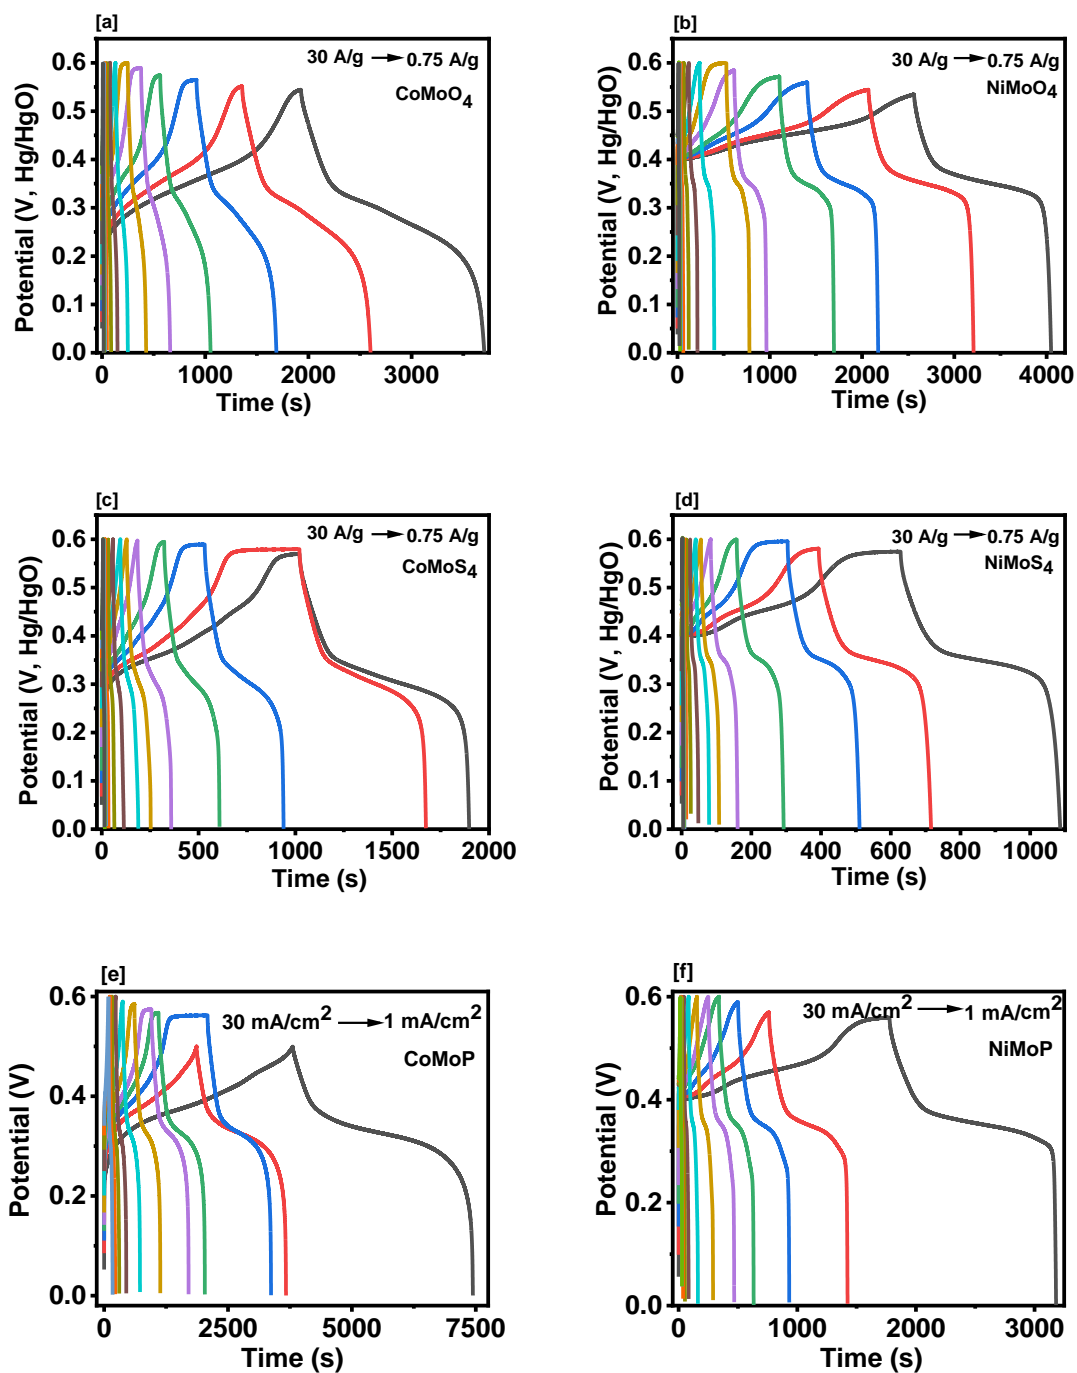 [a]
30 A/g → 0.75 A/g
CoMoO4
Potential (V, Hg/HgO)
0.6
0.5
0.4
0.3
0.2
0.1
0.0
0 1000 2000 3000
Time (s)
[b]
30 A/g → 0.75 A/g
NiMoO4
Potential (V, Hg/HgO)
0.6
0.5
0.4
0.3
0.2
0.1
0.0
0 1000 2000 3000 4000
Time (s)
[c]
30 A/g → 0.75 A/g
CoMoS4
Potential (V, Hg/HgO)
0.6
0.5
0.4
0.3
0.2
0.1
0.0
0 500 1000 1500 2000
Time (s)
[d]
30 A/g → 0.75 A/g
NiMoS4
Potential (V, Hg/HgO)
0.6
0.5
0.4
0.3
0.2
0.1
0.0
0 200 400 600 800 1000
Time (s)
[e]
30 mA/cm2 → 1 mA/cm2
CoMoP
Potential (V)
0.6
0.4
0.2
0.0
0 2500 5000 7500
Time (s)
[f]
30 mA/cm2 → 1 mA/cm2
NiMoP
Potential (V)
0.6
0.4
0.2
0.0
0 1000 2000 3000
Time (s)